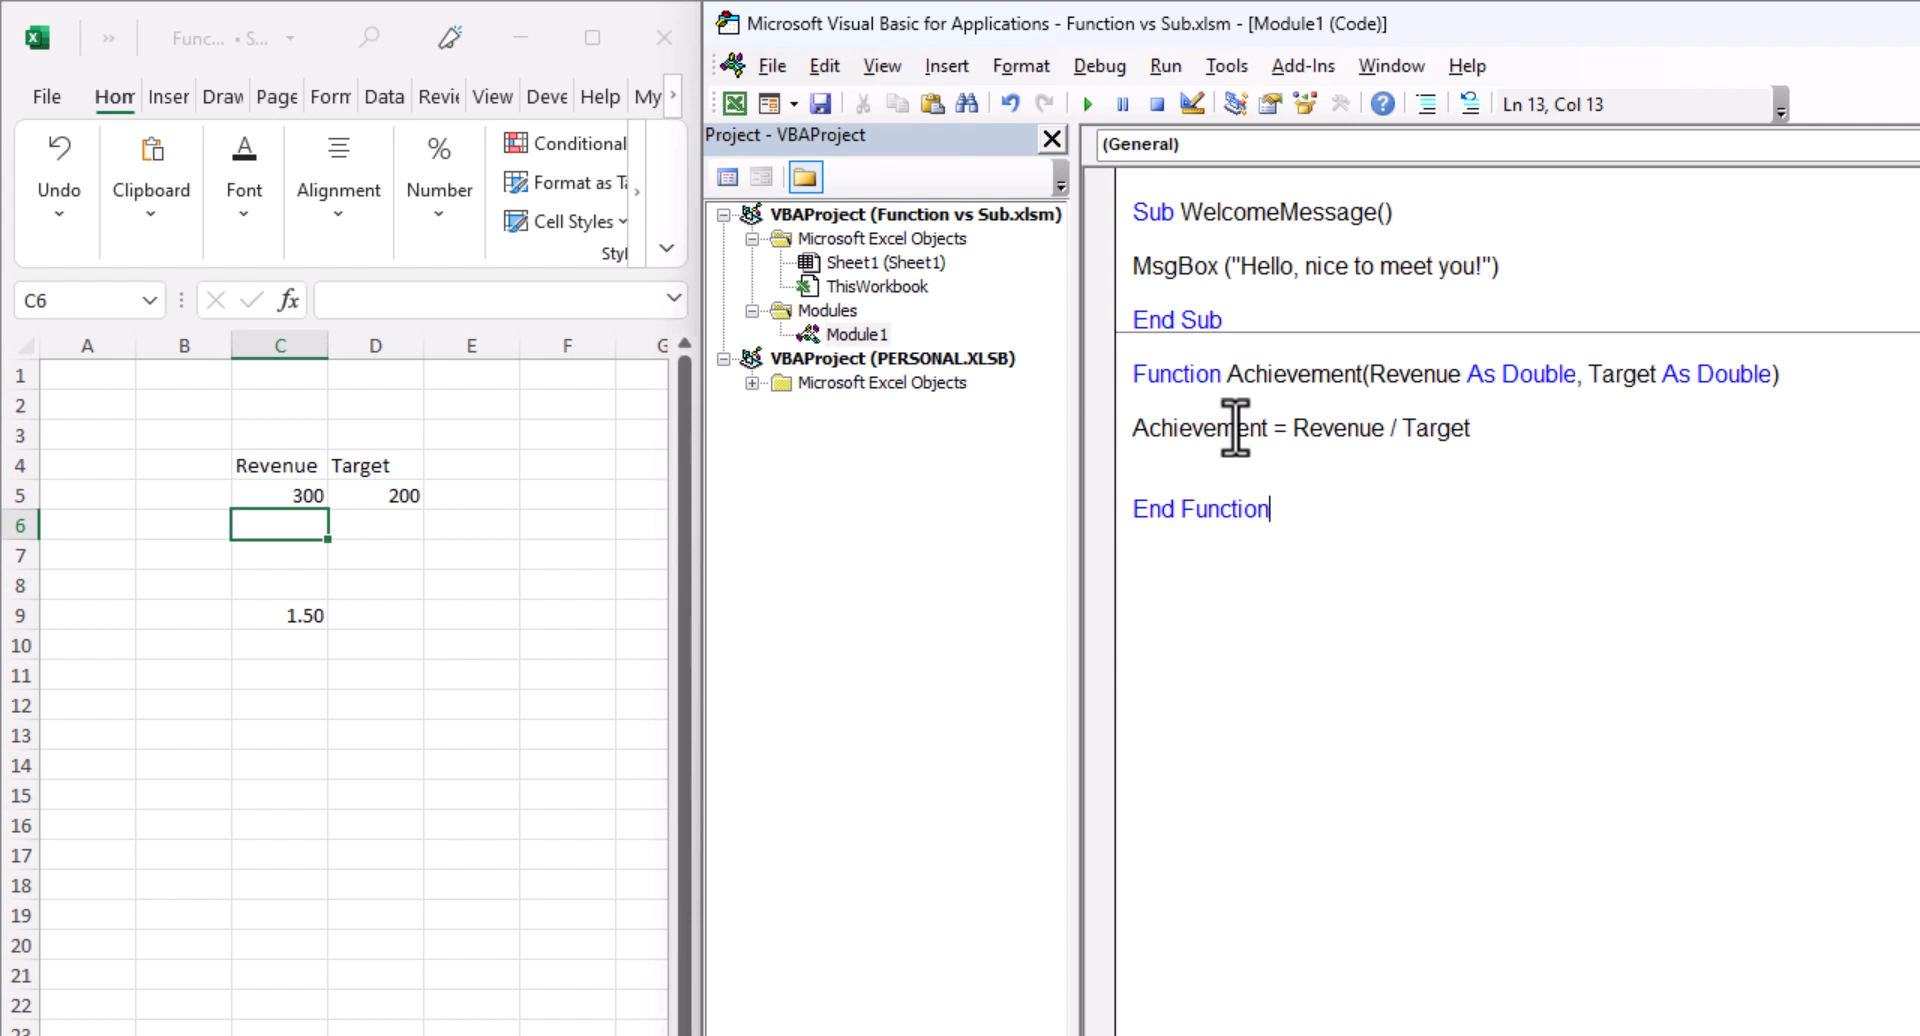 Func... • S...
File Hom Inser Draw Page Form Data Revie View Deve Help My
Undo
Clipboard
Font
Alignment
Number
Conditional
Format as Ta
Cell Styles
Styl
C6
fx
A B C D E F G
1
2
3
4 Revenue Target
5 300 200
6
7
8
9 1.50
10
11
12
13
14
15
16
17
18
19
20
21
22
23
Microsoft Visual Basic for Applications - Function vs Sub.xlsm - [Module1 (Code)]
File Edit View Insert Format Debug Run Tools Add-Ins Window Help
Ln 13, Col 13
Project - VBAProject
VBAProject (Function vs Sub.xlsm)
Microsoft Excel Objects
Sheet1 (Sheet1)
ThisWorkbook
Modules
Module1
VBAProject (PERSONAL.XLSB)
Microsoft Excel Objects
(General)
Sub WelcomeMessage()
MsgBox ("Hello, nice to meet you!")
End Sub
Function Achievement(Revenue As Double, Target As Double)
Achievement = Revenue / Target
End Function